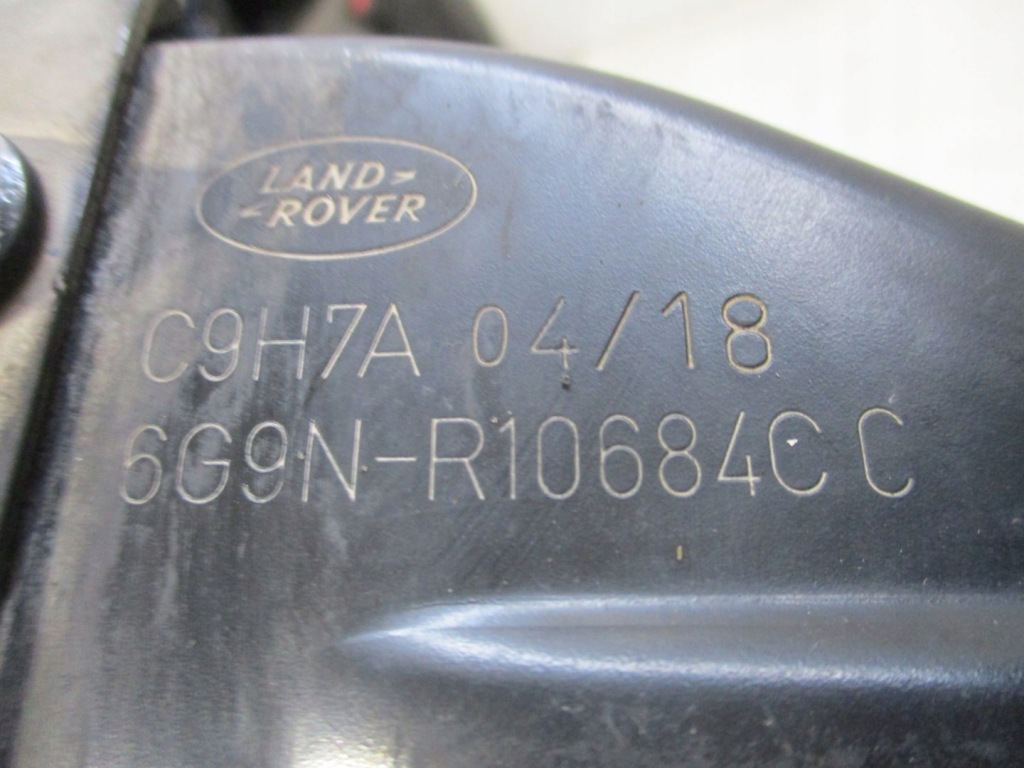 LAND
ROVER
C9H7A 04/18
6G9N-R10684CC